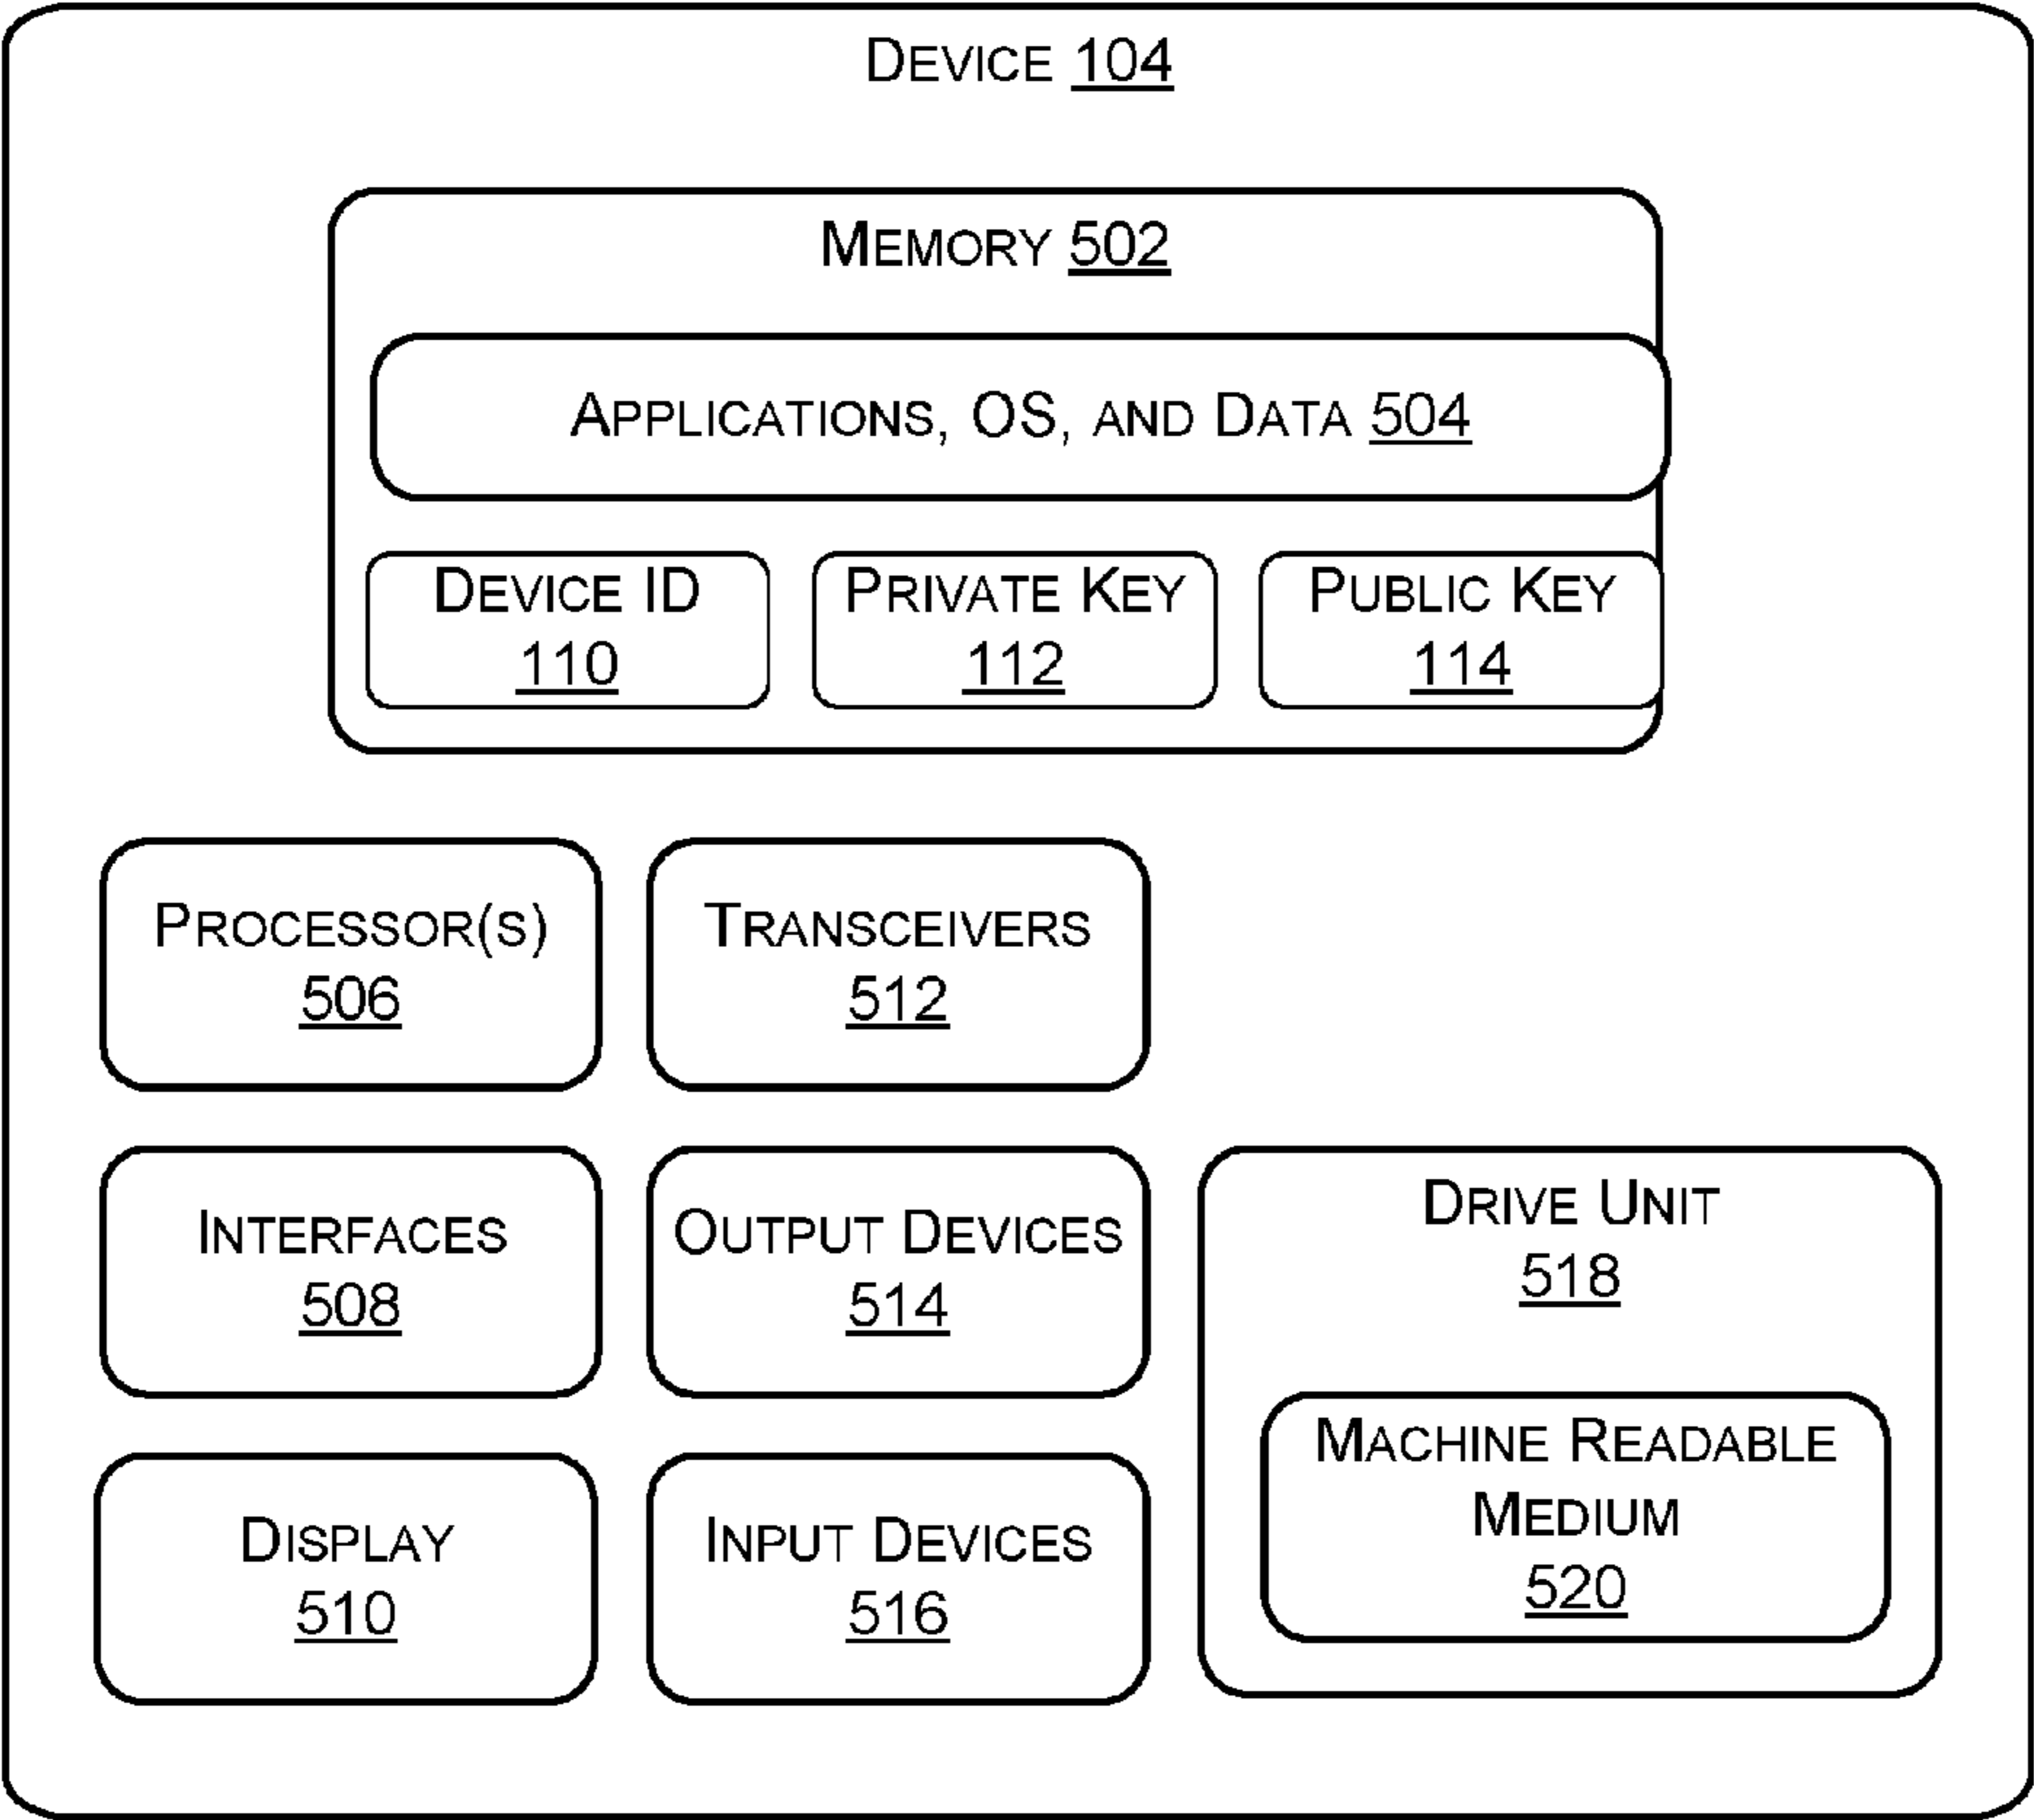 DEVICE 104
MEMORY 502
APPLICATIONS, OS, AND DATA 504
DEVICE ID
110
PRIVATE KEY
112
PUBLIC KEY
114
PROCESSOR(S)
506
TRANSCEIVERS
512
INTERFACES
508
OUTPUT DEVICES
514
DISPLAY
510
INPUT DEVICES
516
DRIVE UNIT
518
MACHINE READABLE
MEDIUM
520